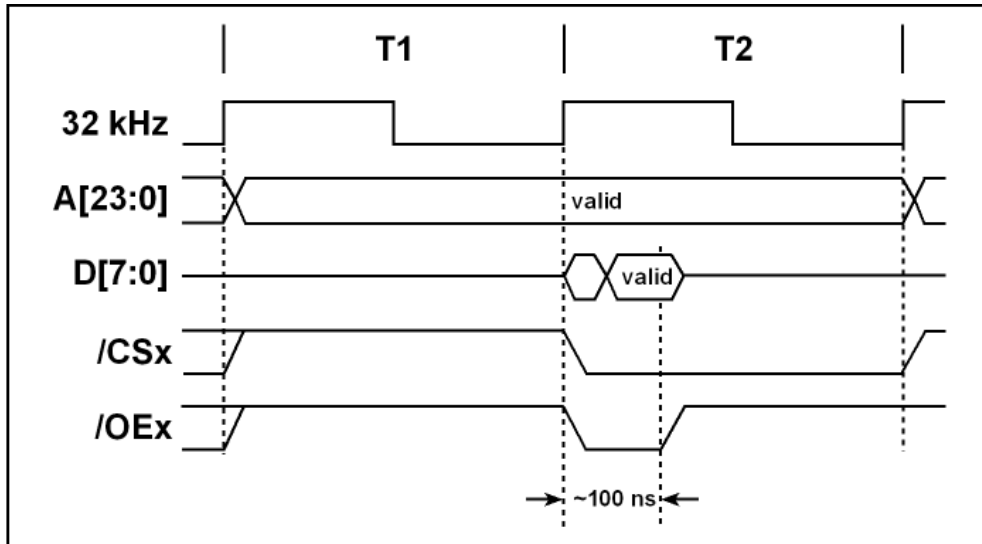 T1 T2
32 kHz
A[23:0] valid
D[7:0] valid
/CSx
/OEx
~100 ns